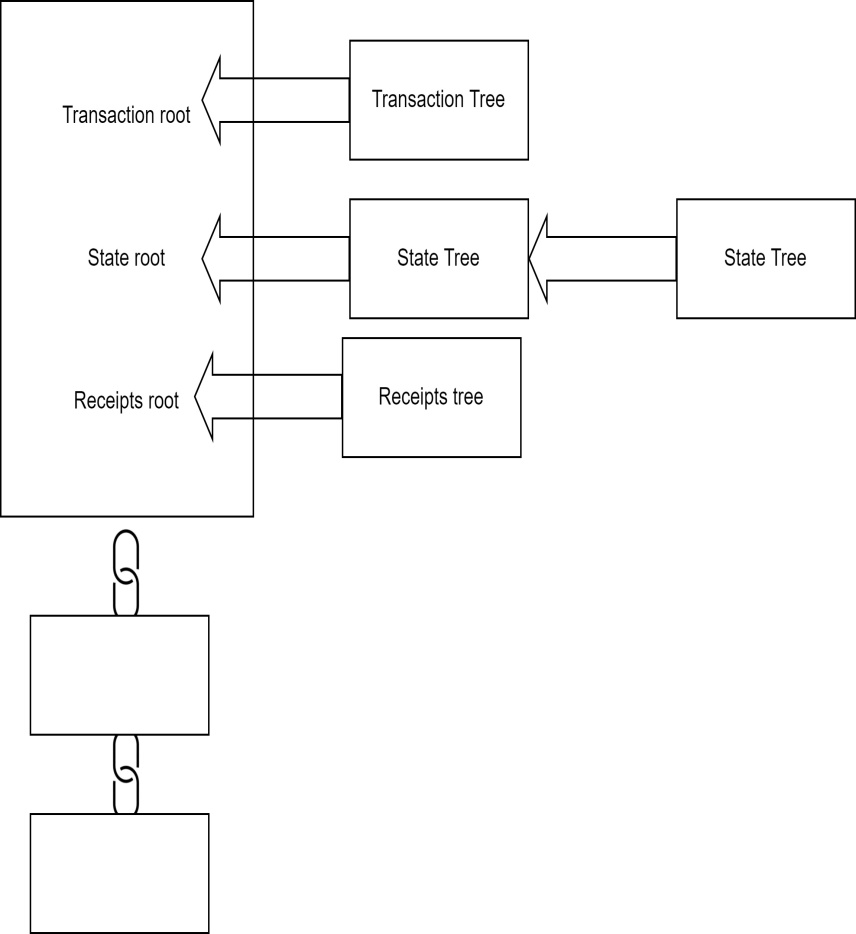 Transaction root
Transaction Tree
State root
State Tree
State Tree
Receipts root
Receipts tree